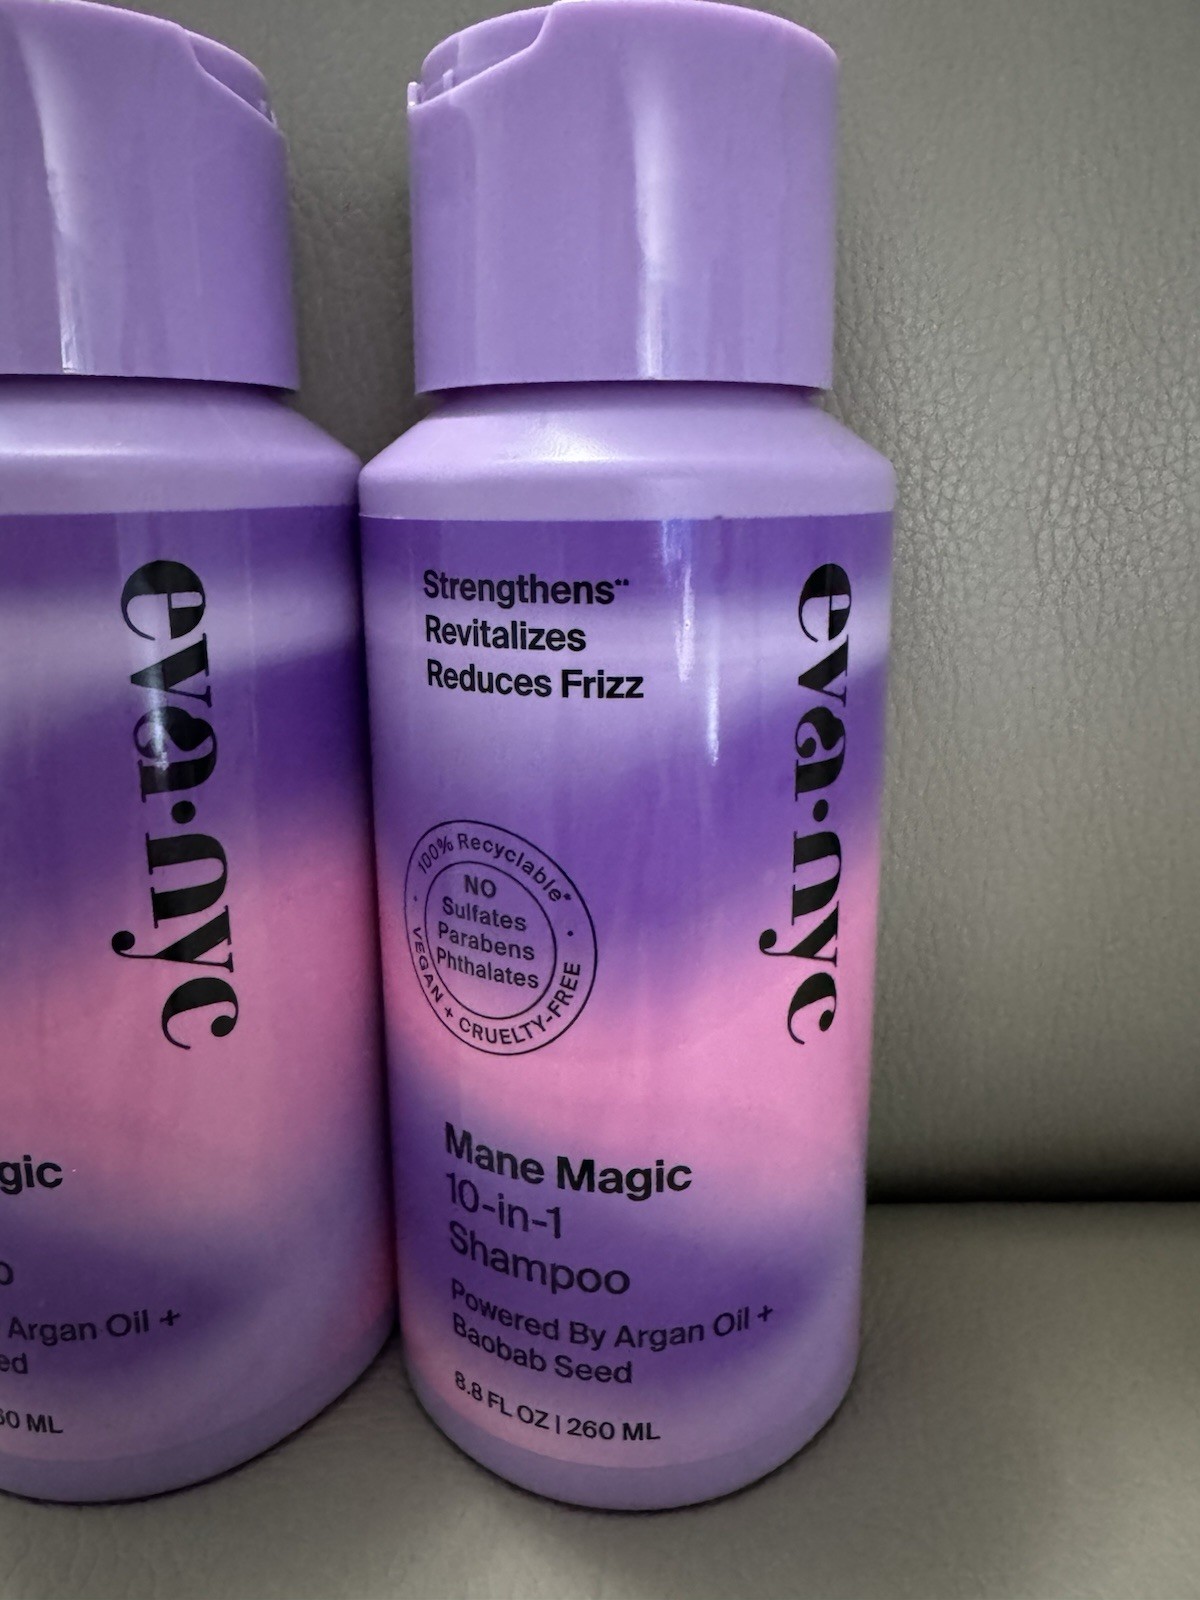 eva·nyc
gic
Argan Oil +
ed
60 ML
Strengthens**
Revitalizes
Reduces Frizz
eva·nyc
100% Recyclable*
NO
Sulfates
Parabens
Phthalates
VEGAN + CRUELTY-FREE
Mane Magic
10-in-1
Shampoo
Powered By Argan Oil +
Baobab Seed
8.8 FL OZ | 260 ML